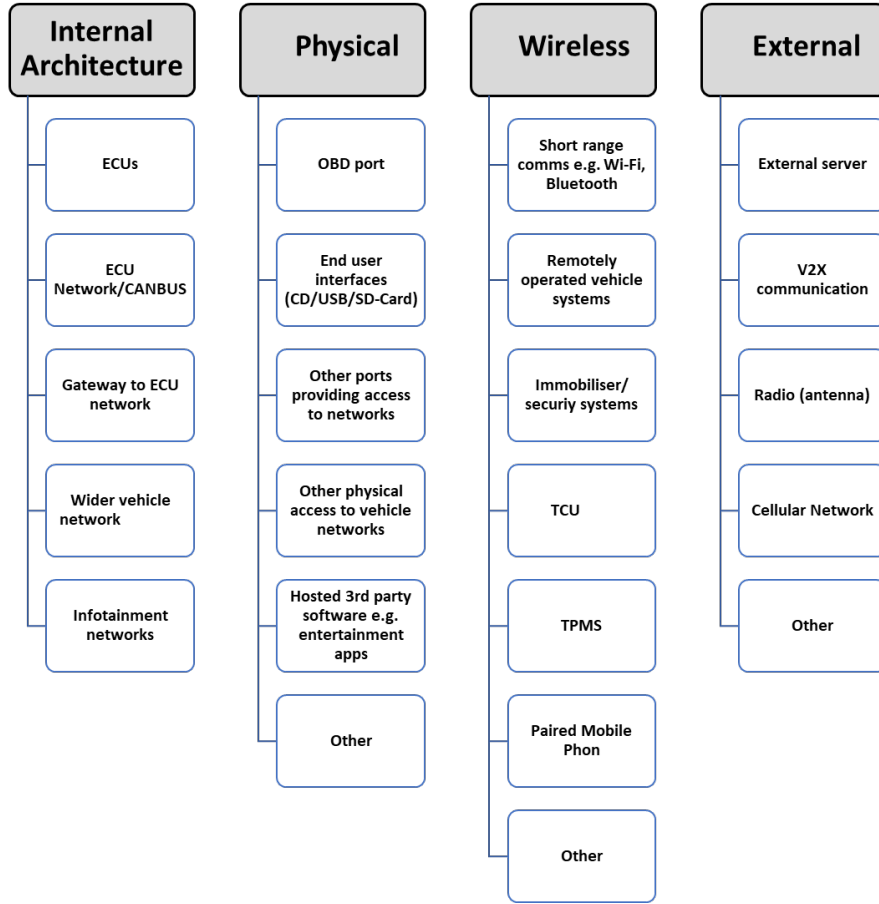 Internal
Architecture
ECUs
ECU
Network/CANBUS
Gateway to ECU
network
Wider vehicle
network
Infotainment
networks
Physical
OBD port
End user
interfaces
(CD/USB/SD-Card)
Other ports
providing access
to networks
Other physical
access to vehicle
networks
Hosted 3rd party
software e.g.
entertainment
apps
Other
Wireless
Short range
comms e.g. Wi-Fi,
Bluetooth
Remotely
operated vehicle
systems
Immobiliser/
securiy systems
TCU
TPMS
Paired Mobile
Phon
Other
External
External server
V2X
communication
Radio (antenna)
Cellular Network
Other